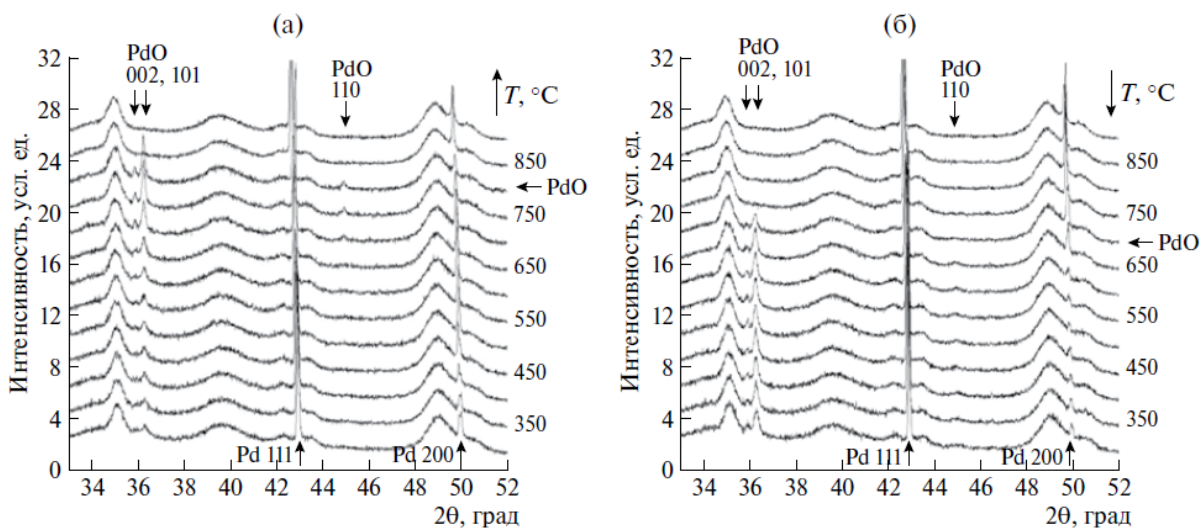 (а)
PdO
002, 101
PdO
110
T, °C
Интенсивность, усл. ед.
32
28
24
20
16
12
8
4
0
850
PdO
750
650
550
450
350
Pd 111
Pd 200
34 36 38 40 42 44 46 48 50 52
2θ, град
(б)
PdO
002, 101
PdO
110
T, °C
Интенсивность, усл. ед.
32
28
24
20
16
12
8
4
0
850
750
PdO
650
550
450
350
Pd 111
Pd 200
34 36 38 40 42 44 46 48 50 52
2θ, град